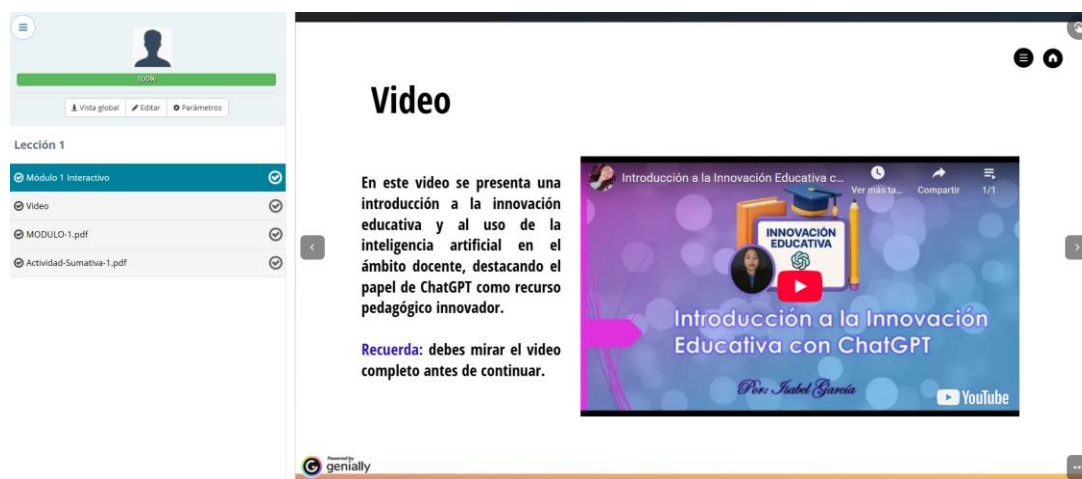 100%
Vista global
Editar
Parámetros
Lección 1
Módulo 1 Interactivo
Video
MODULO-1.pdf
Actividad-Sumativa-1.pdf
Video
En este video se presenta una
introducción a la innovación
educativa y al uso de la
inteligencia artificial en el
ámbito docente, destacando el
papel de ChatGPT como recurso
pedagógico innovador.
Recuerda: debes mirar el video
completo antes de continuar.
Introducción a la Innovación Educativa c...
Ver más ta...
Compartir
1/1
INNOVACIÓN
EDUCATIVA
Introducción a la Innovación
Educativa con ChatGPT
Por: Isabel García
YouTube
Powered by
genially